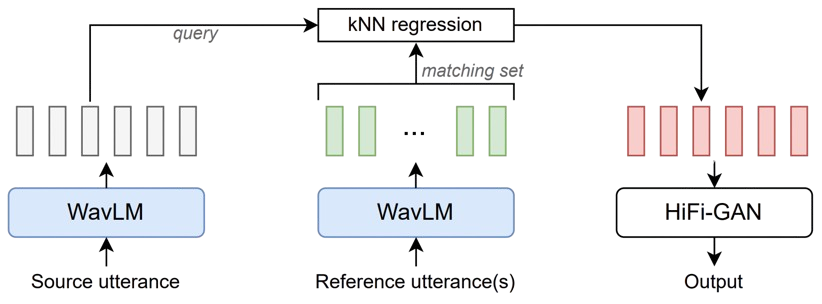 kNN regression
query
matching set
...
WavLM
WavLM
HiFi-GAN
Source utterance
Reference utterance(s)
Output